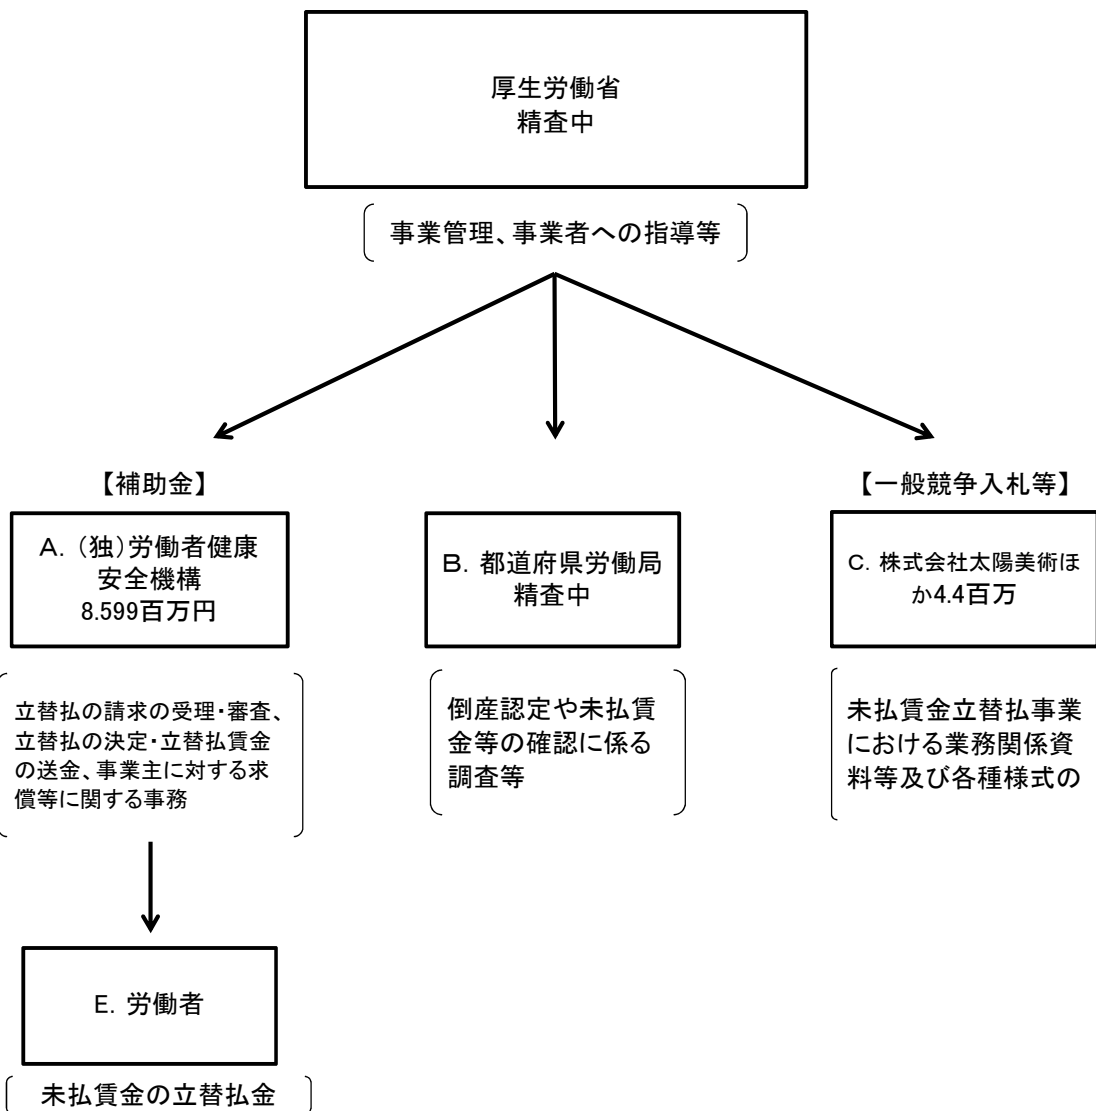 厚生労働省
精査中
事業管理、事業者への指導等
【補助金】
【一般競争入札等】
A. (独)労働者健康
安全機構
8.599百万円
B. 都道府県労働局
精査中
C. 株式会社太陽美術ほ
か4.4百万
立替払の請求の受理・審査、
立替払の決定・立替払賃金
の送金、事業主に対する求
償等に関する事務
倒産認定や未払賃
金等の確認に係る
調査等
未払賃金立替払事業
における業務関係資
料等及び各種様式の
E. 労働者
未払賃金の立替払金